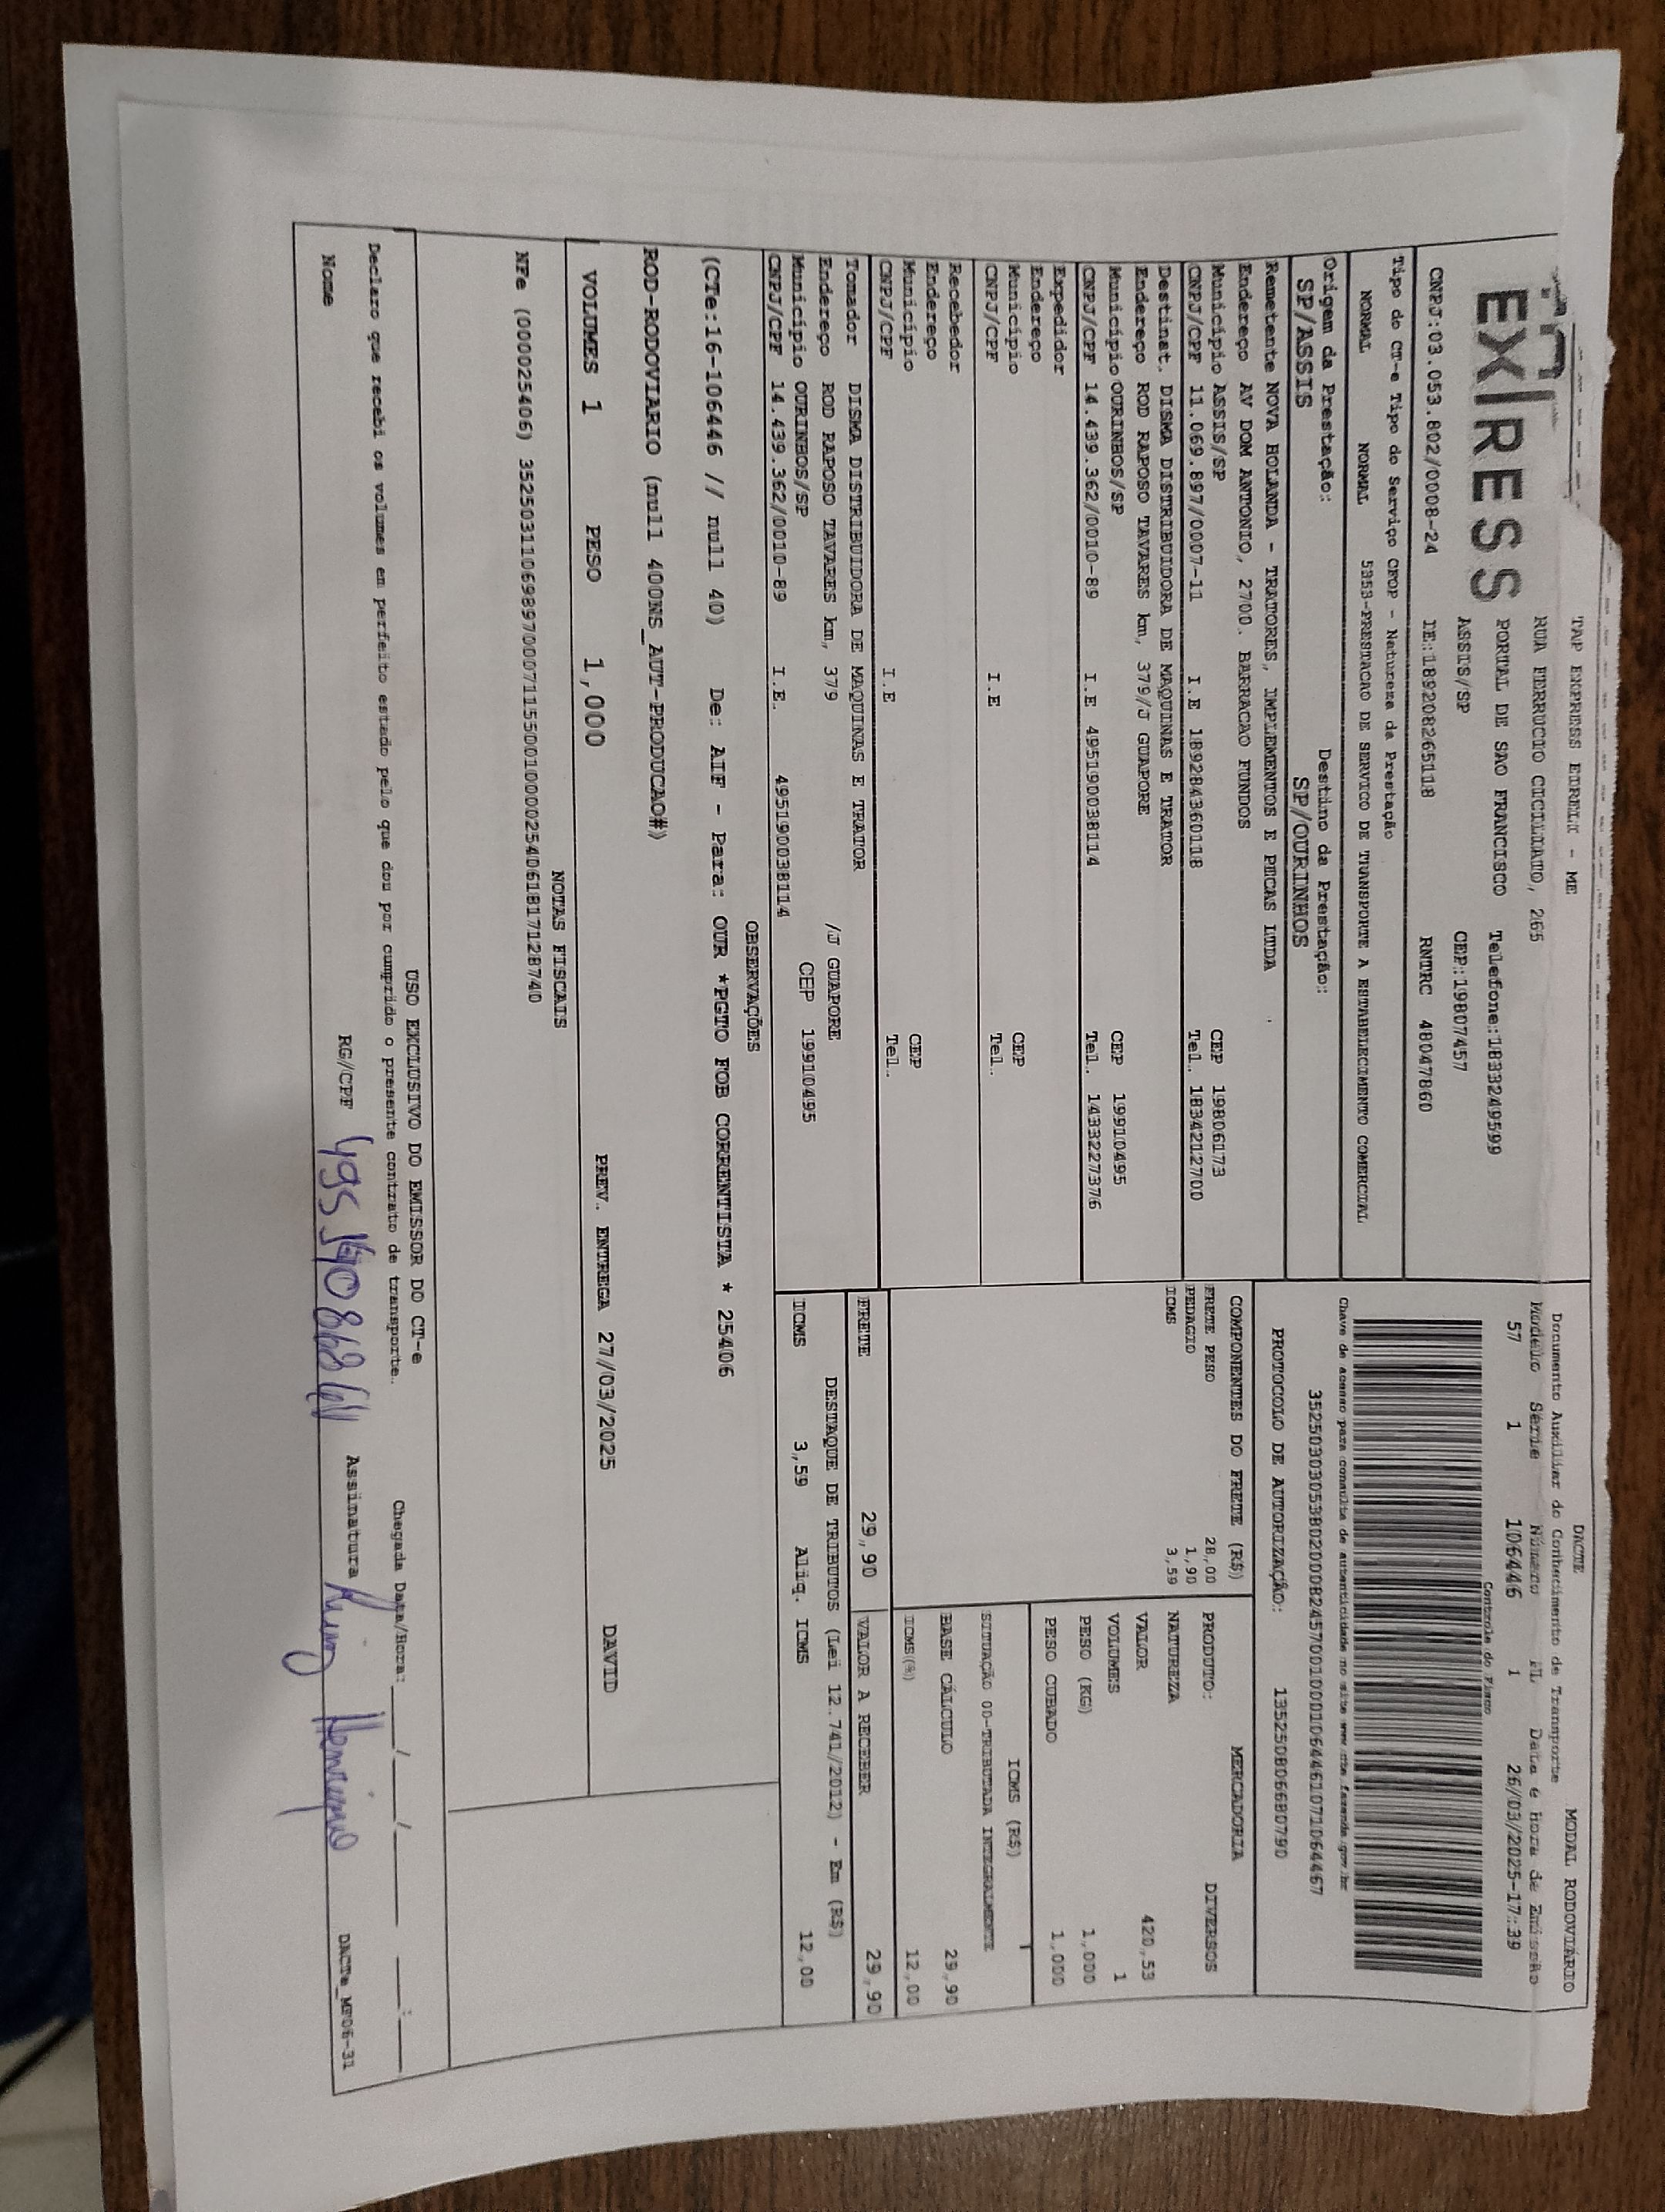 EX|RESS
TAP EXPRESS EIRELI - ME
RUA FERRUCIO CICILIATO, 265
PORTAL DE SAO FRANCISCO Telefone:1833249599
ASSIS/SP CEP:19807457
CNPJ:03.053.802/0008-24 IE:189208265118 RNTRC 48047860
DACTE MODAL RODOVIÁRIO
Documento Auxiliar do Conhecimento de Transporte
Modelo Série Número FL Data e Hora de Emissão
57 1 106446 1 26/03/2025-17:39
Controle do Fisco
Tipo do CT-e Tipo do Serviço CFOP - Natureza da Prestação
NORMAL NORMAL 5353-PRESTACAO DE SERVICO DE TRANSPORTE A ESTABELECIMENTO COMERCIAL
Chave de acesso para consulta de autenticidade no site www.cte.fazenda.gov.br
35250303053802000824570010001064461071064467
Origem da Prestação: Destino da Prestação:
SP/ASSIS SP/OURINHOS
PROTOCOLO DE AUTORIZAÇÃO: 135250806680790
Remetente NOVA HOLANDA - TRATORES, IMPLEMENTOS E PECAS LTDA
Endereço AV DOM ANTONIO, 2700. BARRACAO FUNDOS
Município ASSIS/SP CEP 19806173
CNPJ/CPF 11.069.897/0007-11 I.E 189284360118 Tel. 1834212700
Destinat. DISMA DISTRIBUIDORA DE MAQUINAS E TRATOR
Endereço ROD RAPOSO TAVARES km, 379/J GUAPORE
Município OURINHOS/SP CEP 19910495
CNPJ/CPF 14.439.362/0010-89 I.E 495190038114 Tel. 1433227376
Expedidor
Endereço
Município CEP
CNPJ/CPF I.E Tel.
Recebedor
Endereço
Município CEP
CNPJ/CPF I.E Tel.
Tomador DISMA DISTRIBUIDORA DE MAQUINAS E TRATOR
Endereço ROD RAPOSO TAVARES km, 379 /J GUAPORE
Município OURINHOS/SP CEP 19910495
CNPJ/CPF 14.439.362/0010-89 I.E. 495190038114
COMPONENTES DO FRETE (R$)
FRETE PESO 28,00
PEDAGIO 1,90
ICMS 3,59
MERCADORIA
PRODUTO: DIVERSOS
NATUREZA
VALOR 420,53
VOLUMES 1
PESO (KG) 1,000
PESO CUBADO 1,000
ICMS (R$)
SITUAÇÃO 00-TRIBUTADA INTEGRALMENTE
BASE CÁLCULO 29,90
ICMS(%) 12,00
FRETE 29,90 VALOR A RECEBER 29,90
DESTAQUE DE TRIBUTOS (Lei 12.741/2012) - Em (R$)
ICMS 3,59 Aliq. ICMS 12,00
OBSERVAÇÕES
(CTe:16-106446 // null 40) De: AIF - Para: OUR *PGTO FOB CORRENTISTA * 25406
ROD-RODOVIARIO (null 400NS_AUT-PRODUCAO#)
VOLUMES 1 PESO 1,000 PREV. ENTREGA 27/03/2025 DAVID
NOTAS FISCAIS
NFe (000025406) 35250311069897000711550010000254061817128740
USO EXCLUSIVO DO EMISSOR DO CT-e
Declaro que recebi os volumes em perfeito estado pelo que dou por cumprido o presente contrato de transporte. Chegada Data/Hora: ____/____/______ ___:___
Nome RG/CPF Assinatura Henrique DACTe_MF06-31